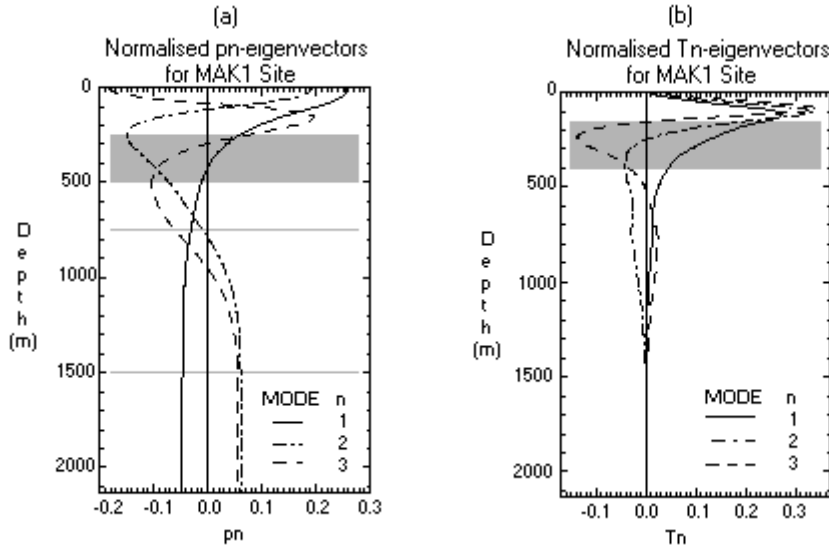 (a)
Normalised pn-eigenvectors
for MAK1 Site
0
500
1000
1500
2000
Depth
(m)
MODE n
1
2
3
-0.2 -0.1 0.0 0.1 0.2 0.3
pn
(b)
Normalised Tn-eigenvectors
for MAK1 Site
0
500
1000
1500
2000
Depth
(m)
MODE n
1
2
3
-0.1 0.0 0.1 0.2 0.3
Tn